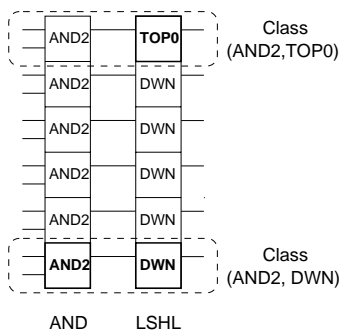 AND2 TOP0 Class
(AND2,TOP0)
AND2 DWN
AND2 DWN
AND2 DWN
AND2 DWN
AND2 DWN Class
(AND2, DWN)
AND LSHL